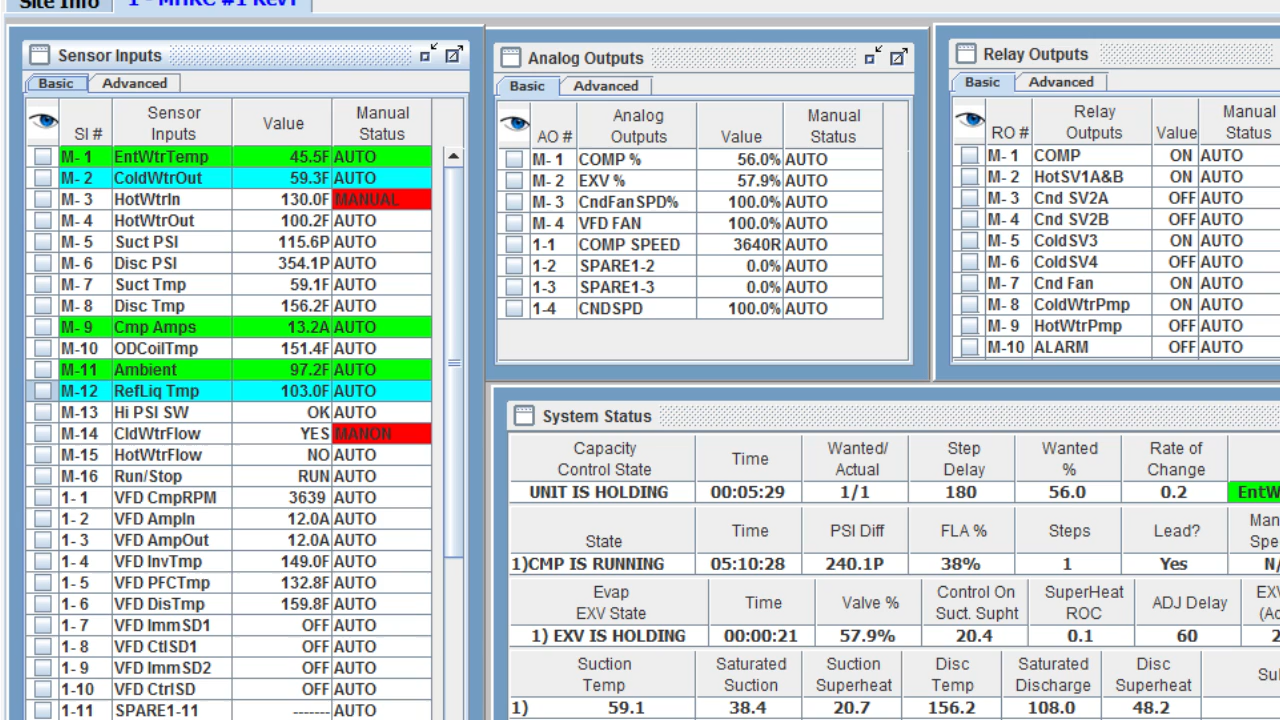 Site Info 1 - MHRC #1 RevT
Sensor Inputs
Basic Advanced
SI # Sensor Inputs Value Manual Status
M- 1 EntWtrTemp 45.5F AUTO
M- 2 ColdWtrOut 59.3F AUTO
M- 3 HotWtrIn 130.0F MANUAL
M- 4 HotWtrOut 100.2F AUTO
M- 5 Suct PSI 115.6P AUTO
M- 6 Disc PSI 354.1P AUTO
M- 7 Suct Tmp 59.1F AUTO
M- 8 Disc Tmp 156.2F AUTO
M- 9 Cmp Amps 13.2A AUTO
M-10 ODCoilTmp 151.4F AUTO
M-11 Ambient 97.2F AUTO
M-12 RefLiq Tmp 103.0F AUTO
M-13 Hi PSI SW OK AUTO
M-14 CldWtrFlow YES MANON
M-15 HotWtrFlow NO AUTO
M-16 Run/Stop RUN AUTO
1- 1 VFD CmpRPM 3639 AUTO
1- 2 VFD AmpIn 12.0A AUTO
1- 3 VFD AmpOut 12.0A AUTO
1- 4 VFD InvTmp 149.0F AUTO
1- 5 VFD PFCTmp 132.8F AUTO
1- 6 VFD DisTmp 159.8F AUTO
1- 7 VFD ImmSD1 OFF AUTO
1- 8 VFD CtlSD1 OFF AUTO
1- 9 VFD ImmSD2 OFF AUTO
1-10 VFD CtrlSD OFF AUTO
1-11 SPARE1-11 ------- AUTO
Analog Outputs
Basic Advanced
AO # Analog Outputs Value Manual Status
M- 1 COMP % 56.0% AUTO
M- 2 EXV % 57.9% AUTO
M- 3 CndFanSPD% 100.0% AUTO
M- 4 VFD FAN 100.0% AUTO
1-1 COMP SPEED 3640R AUTO
1-2 SPARE1-2 0.0% AUTO
1-3 SPARE1-3 0.0% AUTO
1-4 CNDSPD 100.0% AUTO
Relay Outputs
Basic Advanced
RO # Relay Outputs Value Manual Status
M- 1 COMP ON AUTO
M- 2 HotSV1A&B ON AUTO
M- 3 Cnd SV2A OFF AUTO
M- 4 Cnd SV2B OFF AUTO
M- 5 ColdSV3 ON AUTO
M- 6 ColdSV4 OFF AUTO
M- 7 Cnd Fan ON AUTO
M- 8 ColdWtrPmp ON AUTO
M- 9 HotWtrPmp OFF AUTO
M-10 ALARM OFF AUTO
System Status
Capacity Control State Time Wanted/ Actual Step Delay Wanted % Rate of Change
UNIT IS HOLDING 00:05:29 1/1 180 56.0 0.2 EntW
State Time PSI Diff FLA % Steps Lead? Man Spe
1)CMP IS RUNNING 05:10:28 240.1P 38% 1 Yes N/
Evap EXV State Time Valve % Control On Suct. Supht SuperHeat ROC ADJ Delay EXV (Ac
1) EXV IS HOLDING 00:00:21 57.9% 20.4 0.1 60 2
Suction Temp Saturated Suction Suction Superheat Disc Temp Saturated Discharge Disc Superheat Su
1) 59.1 38.4 20.7 156.2 108.0 48.2